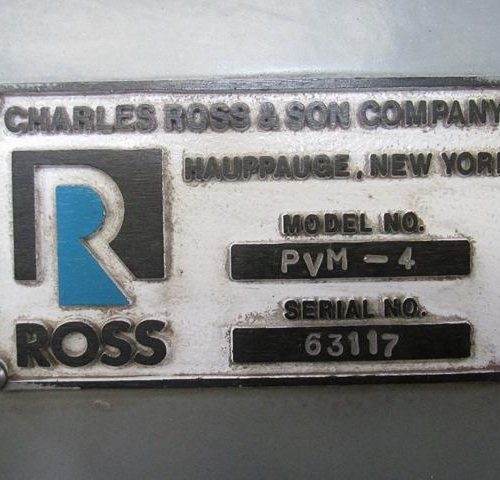 CHARLES ROSS & SON COMPANY
HAUPPAUGE, NEW YORK
MODEL NO.
PVM - 4
SERIAL NO.
63117
R
ROSS